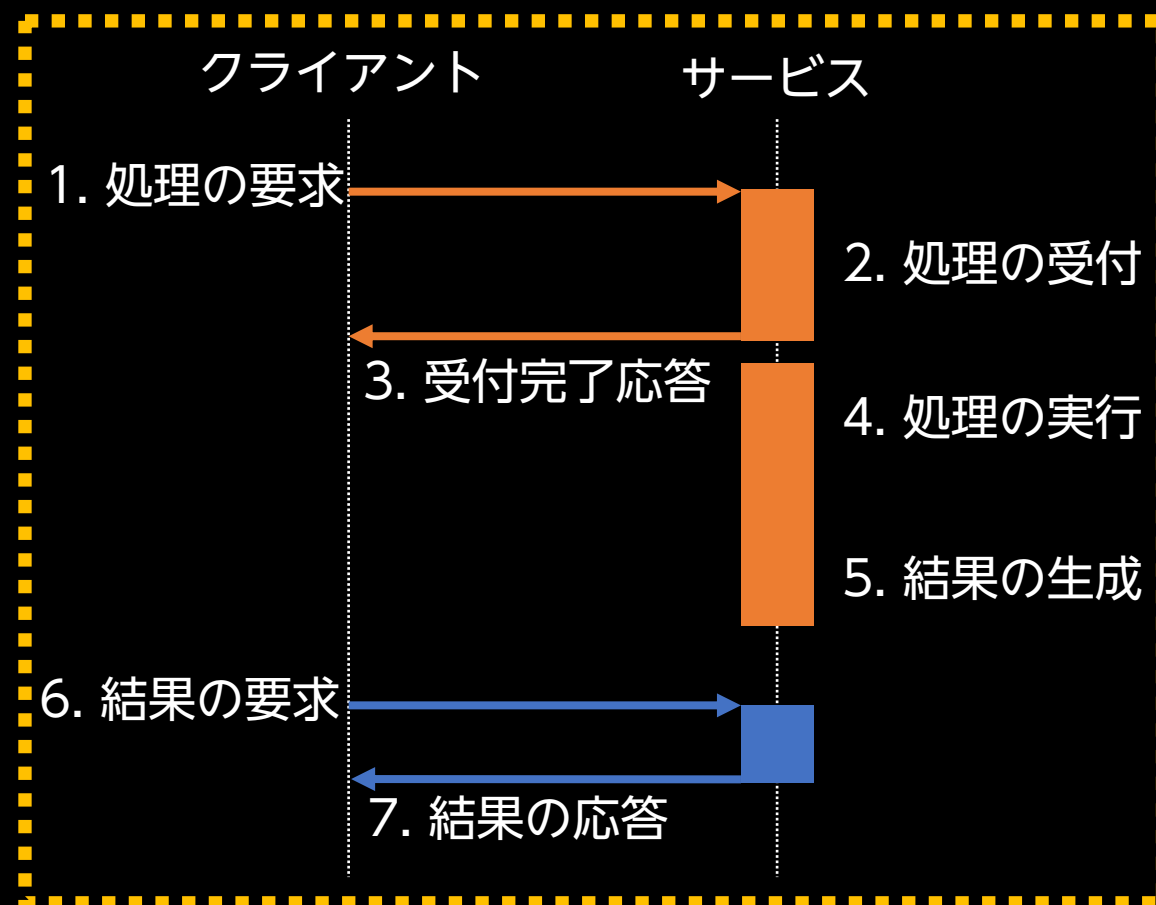 クライアント
サービス
1. 処理の要求
2. 処理の受付
3. 受付完了応答
4. 処理の実行
5. 結果の生成
6. 結果の要求
7. 結果の応答